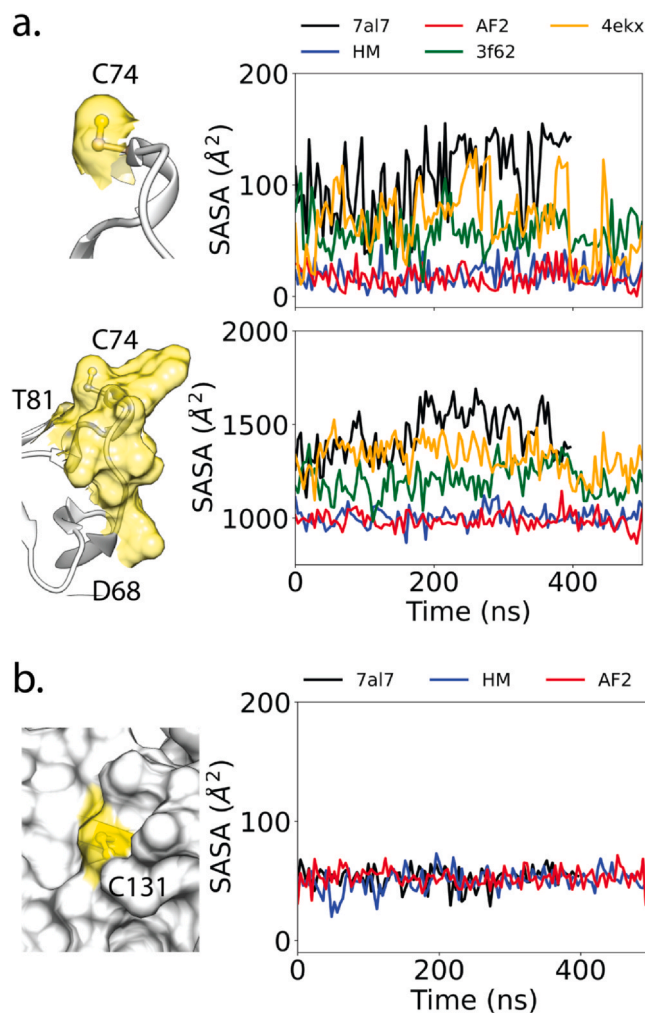 a.
C74
7al7 AF2 4ekx
HM 3f62
SASA (Å²)
200
100
0
C74
T81
D68
SASA (Å²)
2000
1500
1000
0 200 400
Time (ns)
b.
7al7 HM AF2
C131
SASA (Å²)
200
100
0
0 200 400
Time (ns)